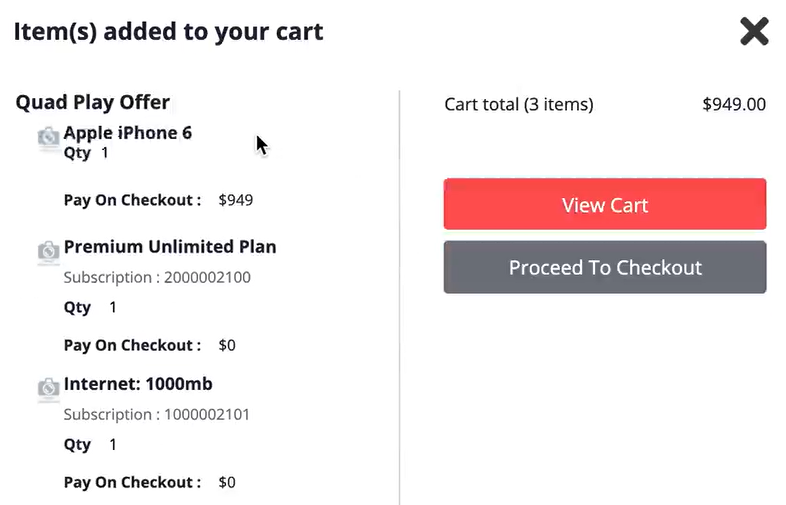 Item(s) added to your cart
Quad Play Offer
Apple iPhone 6
Qty 1
Pay On Checkout : $949
Premium Unlimited Plan
Subscription : 2000002100
Qty 1
Pay On Checkout : $0
Internet: 1000mb
Subscription : 1000002101
Qty 1
Pay On Checkout : $0
Cart total (3 items) $949.00
View Cart
Proceed To Checkout